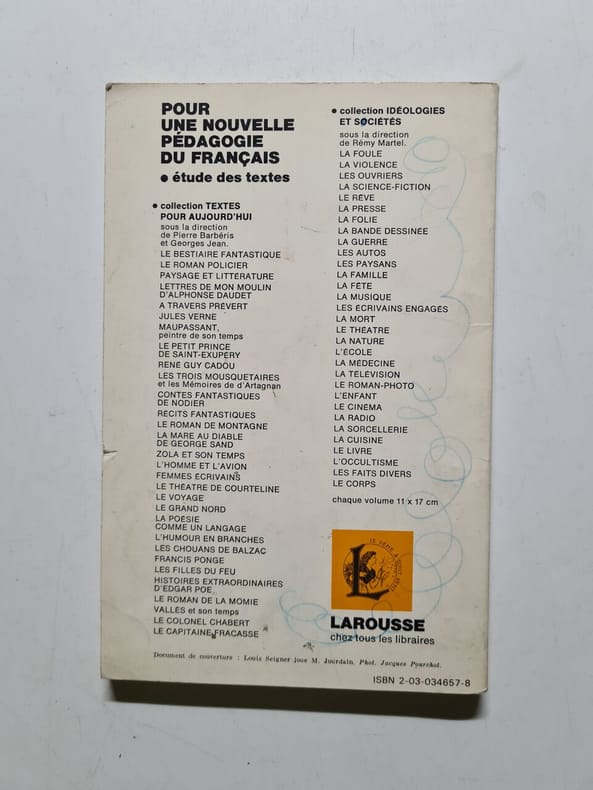 POUR
UNE NOUVELLE
PÉDAGOGIE
DU FRANÇAIS
● étude des textes
● collection TEXTES
POUR AUJOURD'HUI
sous la direction
de Pierre Barbéris
et Georges Jean.
LE BESTIAIRE FANTASTIQUE
LE ROMAN POLICIER
PAYSAGE ET LITTÉRATURE
LETTRES DE MON MOULIN
D'ALPHONSE DAUDET
A TRAVERS PRÉVERT
JULES VERNE
MAUPASSANT,
peintre de son temps
LE PETIT PRINCE
DE SAINT-EXUPÉRY
RENÉ GUY CADOU
LES TROIS MOUSQUETAIRES
et les Mémoires de d'Artagnan
CONTES FANTASTIQUES
DE NODIER
RÉCITS FANTASTIQUES
LE ROMAN DE MONTAGNE
LA MARE AU DIABLE
DE GEORGE SAND
ZOLA ET SON TEMPS
L'HOMME ET L'AVION
FEMMES ÉCRIVAINS
LE THÉATRE DE COURTELINE
LE VOYAGE
LE GRAND NORD
LA POÉSIE
COMME UN LANGAGE
L'HUMOUR EN BRANCHES
LES CHOUANS DE BALZAC
FRANCIS PONGE
LES FILLES DU FEU
HISTOIRES EXTRAORDINAIRES
D'EDGAR POE
LE ROMAN DE LA MOMIE
VALLÈS et son temps
LE COLONEL CHABERT
LE CAPITAINE FRACASSE
● collection IDÉOLOGIES
ET SOCIÉTÉS
sous la direction
de Rémy Martel.
LA FOULE
LA VIOLENCE
LES OUVRIERS
LA SCIENCE-FICTION
LE RÊVE
LA PRESSE
LA FOLIE
LA BANDE DESSINÉE
LA GUERRE
LES AUTOS
LES PAYSANS
LA FAMILLE
LA FÊTE
LA MUSIQUE
LES ÉCRIVAINS ENGAGÉS
LA MORT
LE THÉATRE
LA NATURE
L'ÉCOLE
LA MÉDECINE
LA TÉLÉVISION
LE ROMAN-PHOTO
L'ENFANT
LE CINÉMA
LA RADIO
LA SORCELLERIE
LA CUISINE
LE LIVRE
L'OCCULTISME
LES FAITS DIVERS
LE CORPS
chaque volume 11 x 17 cm
JE SÈME A TOUT VENT
LAROUSSE
chez tous les libraires
Document de couverture : Louis Seigner joue M. Jourdain. Phot. Jacques Pourchot.
ISBN 2-03-034657-8